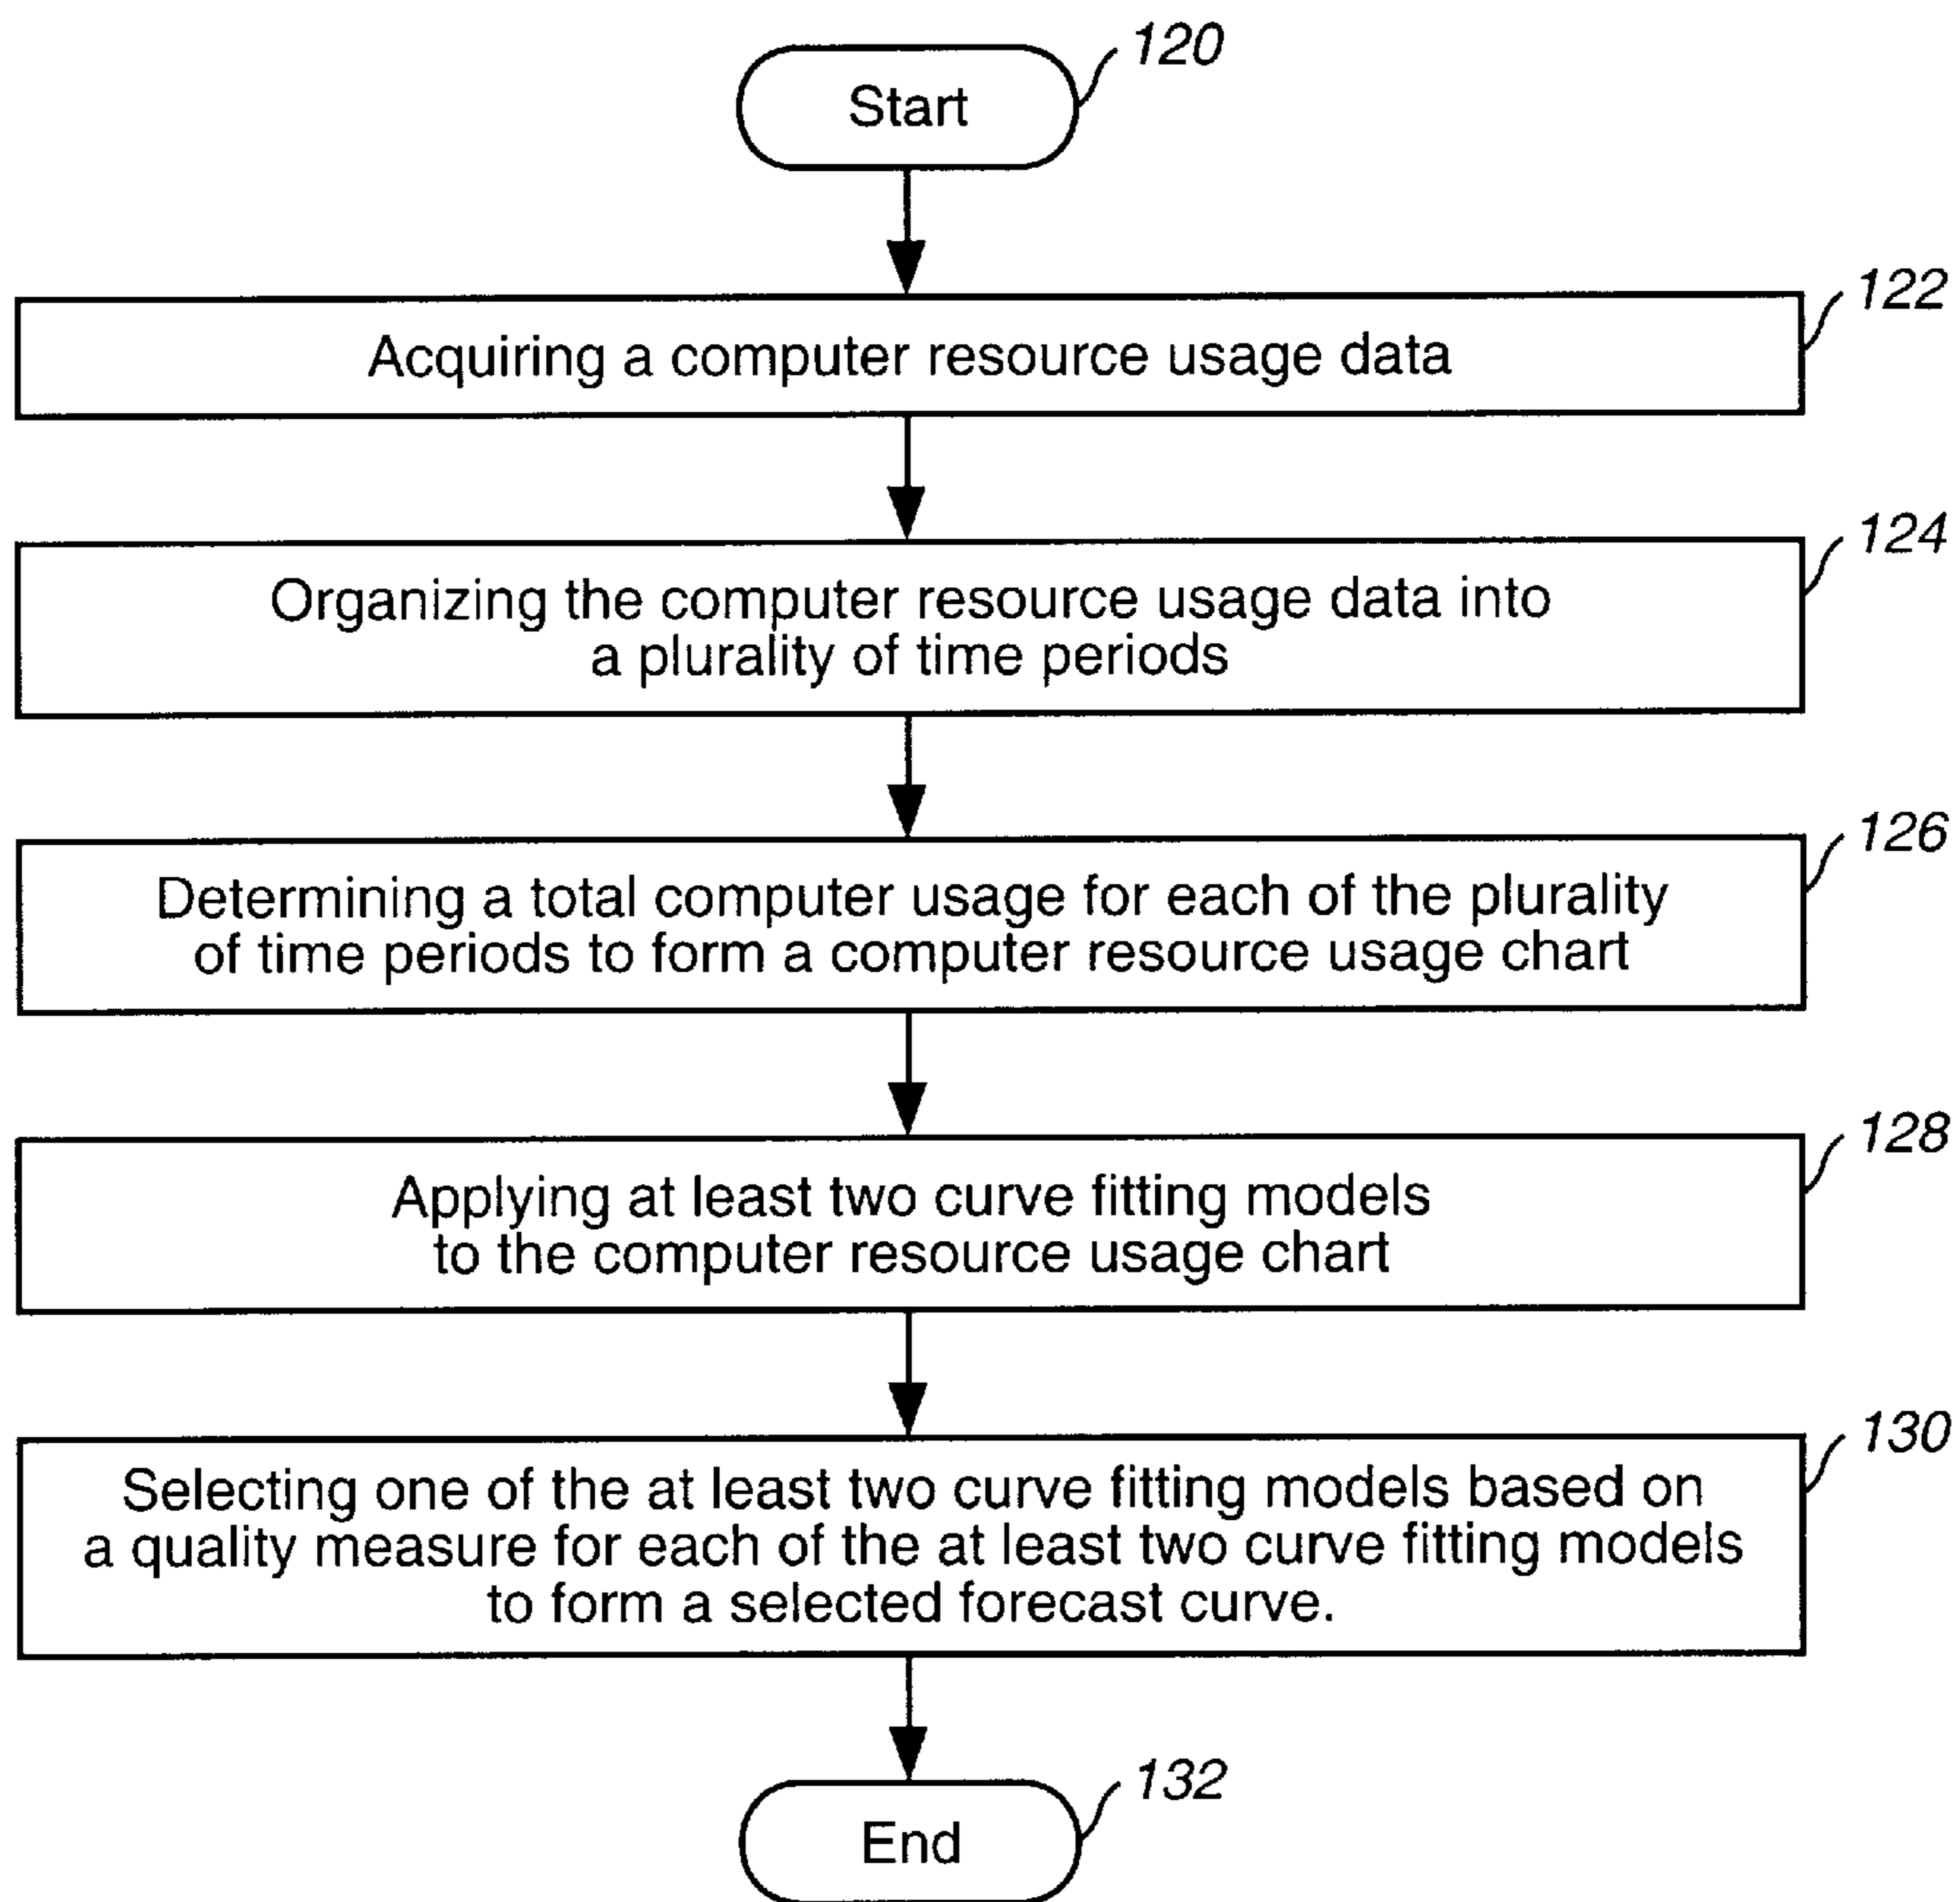 Start
120
Acquiring a computer resource usage data
122
Organizing the computer resource usage data into
a plurality of time periods
124
Determining a total computer usage for each of the plurality
of time periods to form a computer resource usage chart
126
Applying at least two curve fitting models
to the computer resource usage chart
128
Selecting one of the at least two curve fitting models based on
a quality measure for each of the at least two curve fitting models
to form a selected forecast curve.
130
End
132